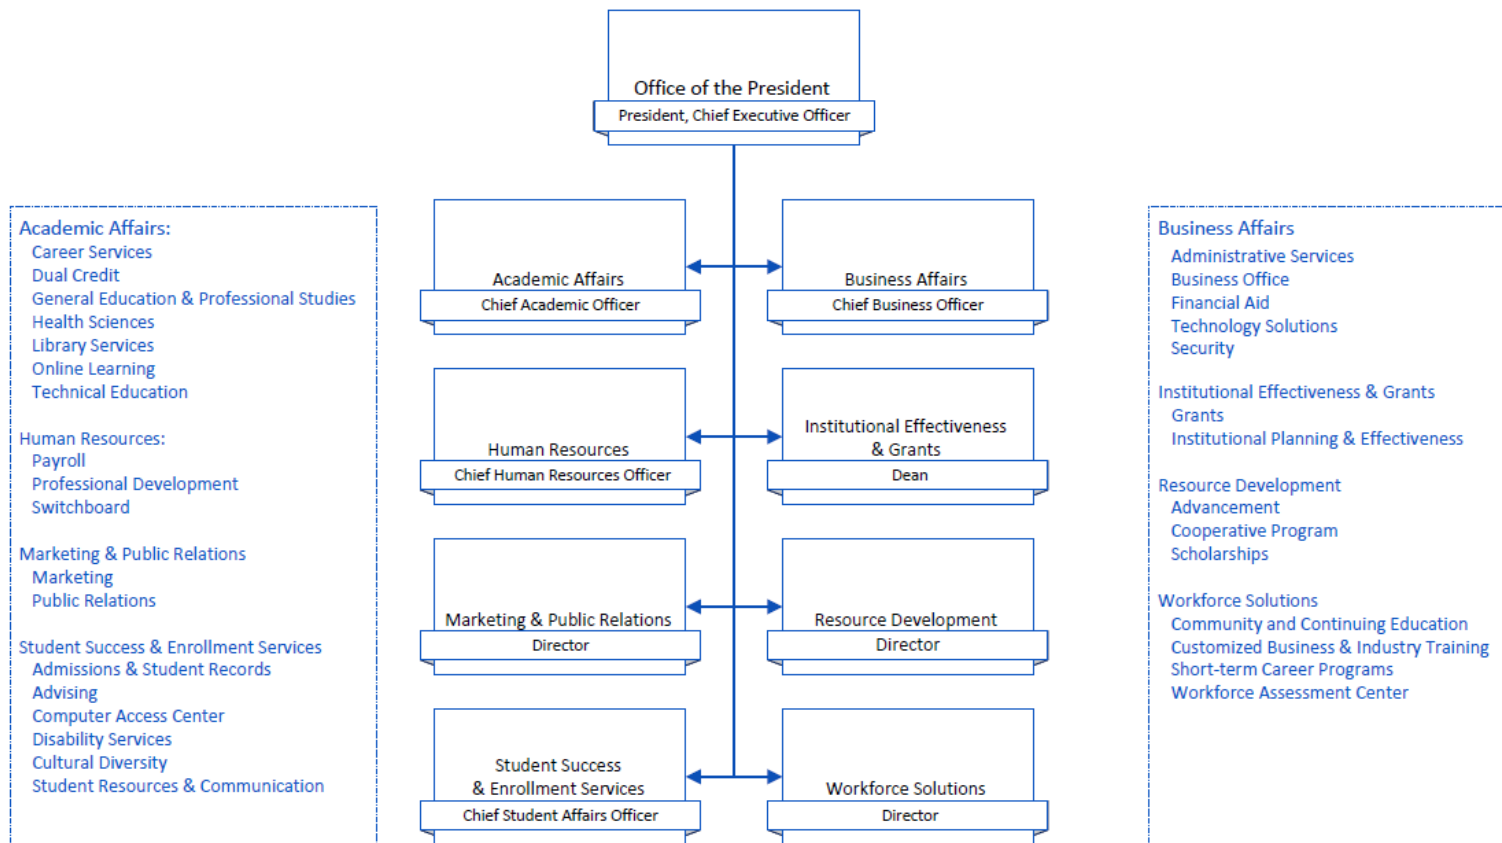 Office of the President
President, Chief Executive Officer
Academic Affairs:
Career Services
Dual Credit
General Education & Professional Studies
Health Sciences
Library Services
Online Learning
Technical Education
Human Resources:
Payroll
Professional Development
Switchboard
Marketing & Public Relations
Marketing
Public Relations
Student Success & Enrollment Services
Admissions & Student Records
Advising
Computer Access Center
Disability Services
Cultural Diversity
Student Resources & Communication
Academic Affairs
Chief Academic Officer
Business Affairs
Chief Business Officer
Human Resources
Chief Human Resources Officer
Institutional Effectiveness
& Grants
Dean
Marketing & Public Relations
Director
Resource Development
Director
Student Success
& Enrollment Services
Chief Student Affairs Officer
Workforce Solutions
Director
Business Affairs
Administrative Services
Business Office
Financial Aid
Technology Solutions
Security
Institutional Effectiveness & Grants
Grants
Institutional Planning & Effectiveness
Resource Development
Advancement
Cooperative Program
Scholarships
Workforce Solutions
Community and Continuing Education
Customized Business & Industry Training
Short-term Career Programs
Workforce Assessment Center